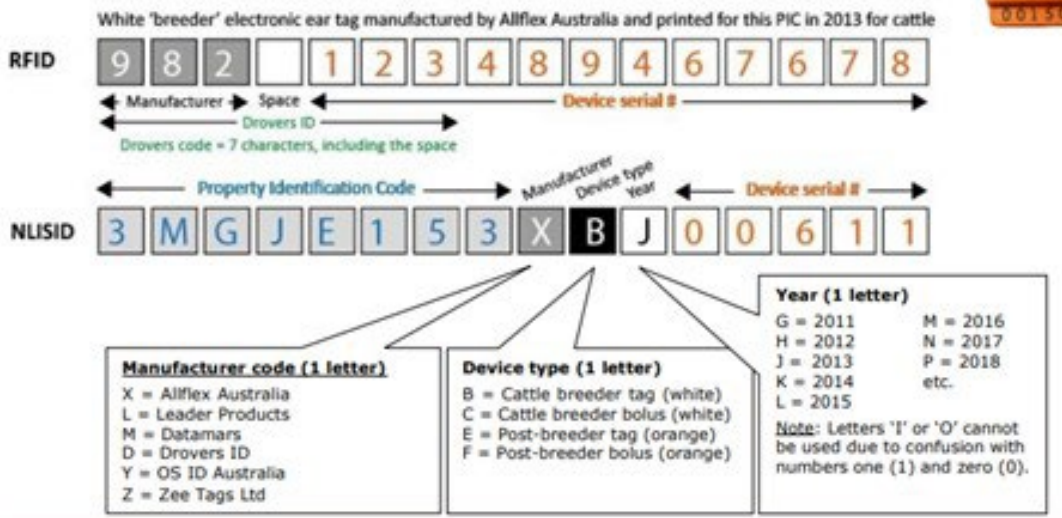 White 'breeder' electronic ear tag manufactured by Allflex Australia and printed for this PIC in 2013 for cattle
RFID 9 8 2 1 2 3 4 8 9 4 6 7 6 7 8
Manufacturer Space Device serial #
Drovers ID
Drovers code = 7 characters, including the space
Property Identification Code Manufacturer Device type Year Device serial #
NLISID 3 M G J E 1 5 3 X B J 0 0 6 1 1
Manufacturer code (1 letter)
X = Allflex Australia
L = Leader Products
M = Datamars
D = Drovers ID
Y = OS ID Australia
Z = Zee Tags Ltd
Device type (1 letter)
B = Cattle breeder tag (white)
C = Cattle breeder bolus (white)
E = Post-breeder tag (orange)
F = Post-breeder bolus (orange)
Year (1 letter)
G = 2011 M = 2016
H = 2012 N = 2017
J = 2013 P = 2018
K = 2014 etc.
L = 2015
Note: Letters 'I' or 'O' cannot
be used due to confusion with
numbers one (1) and zero (0).